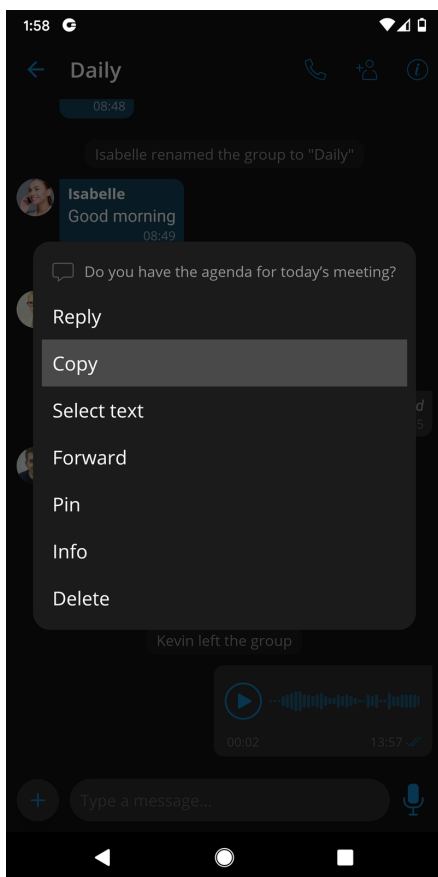 1:58
Daily
08:48
Isabelle renamed the group to "Daily"
Isabelle
Good morning
08:49
Do you have the agenda for today's meeting?
Reply
Copy
Select text
Forward
Pin
Info
Delete
Kevin left the group
00:02
13:57
Type a message...